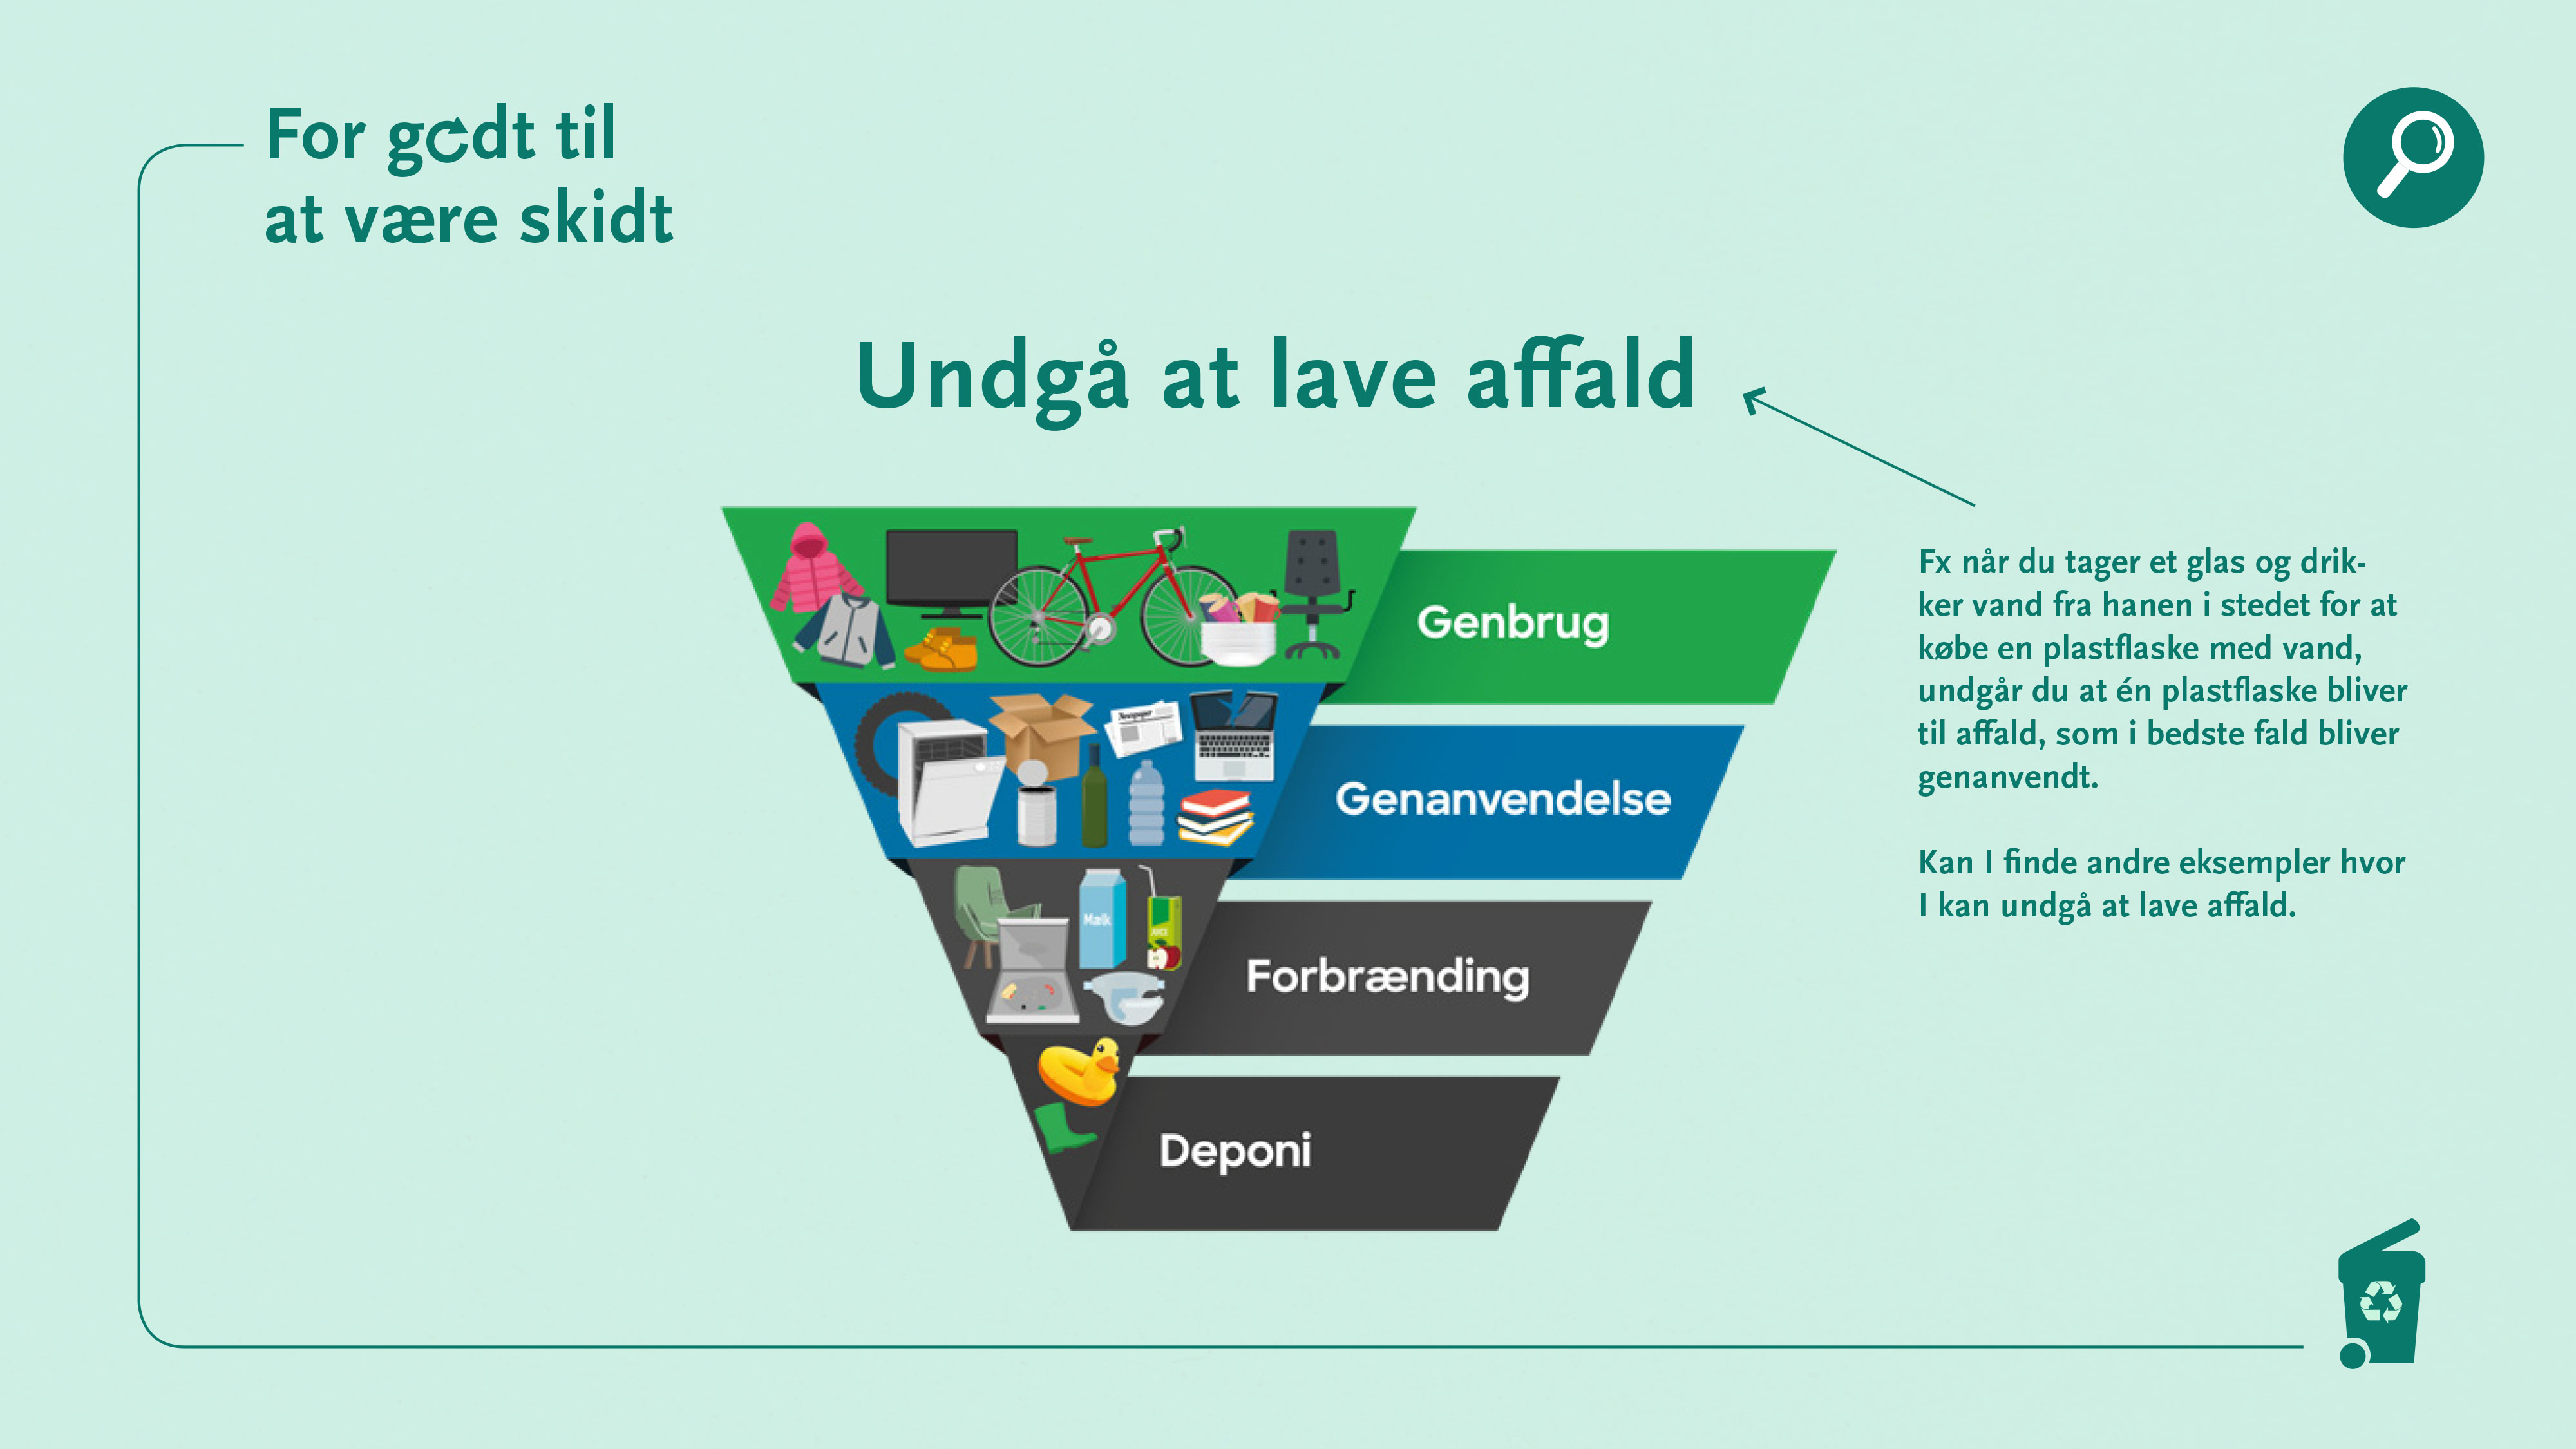 For godt til
at være skidt
Undgå at lave affald
Genbrug
Genanvendelse
Forbrænding
Deponi
Newspaper
Mælk
JUICE
Fx når du tager et glas og drik-
ker vand fra hanen i stedet for at
købe en plastflaske med vand,
undgår du at én plastflaske bliver
til affald, som i bedste fald bliver
genanvendt.
Kan I finde andre eksempler hvor
I kan undgå at lave affald.